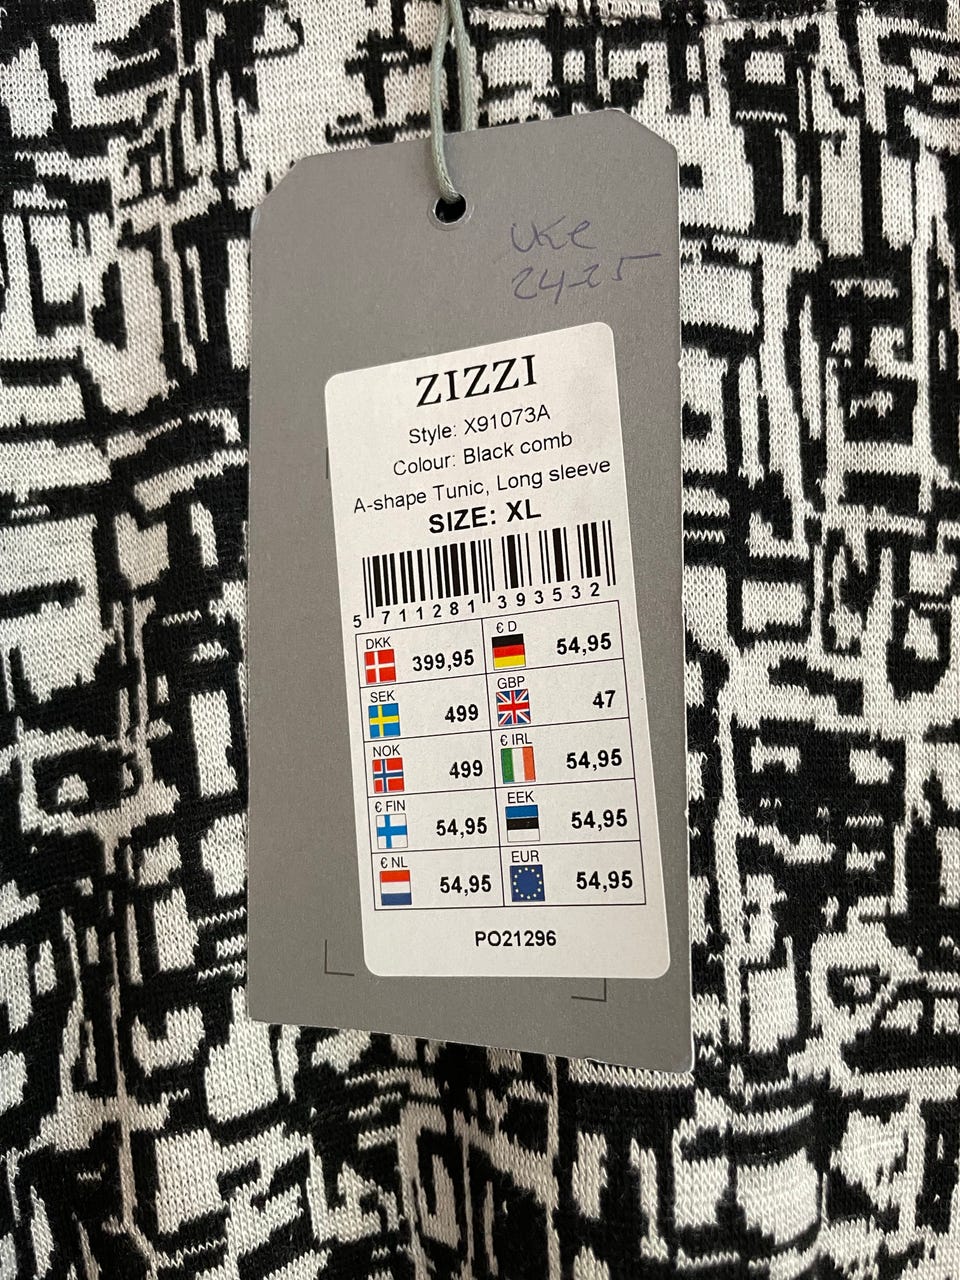 uke
24-25
ZIZZI
Style: X91073A
Colour: Black comb
A-shape Tunic, Long sleeve
SIZE: XL
5 711281 393532
DKK 399,95 € D 54,95
SEK 499 GBP 47
NOK 499 € IRL 54,95
€ FIN 54,95 EEK 54,95
€ NL 54,95 EUR 54,95
PO21296